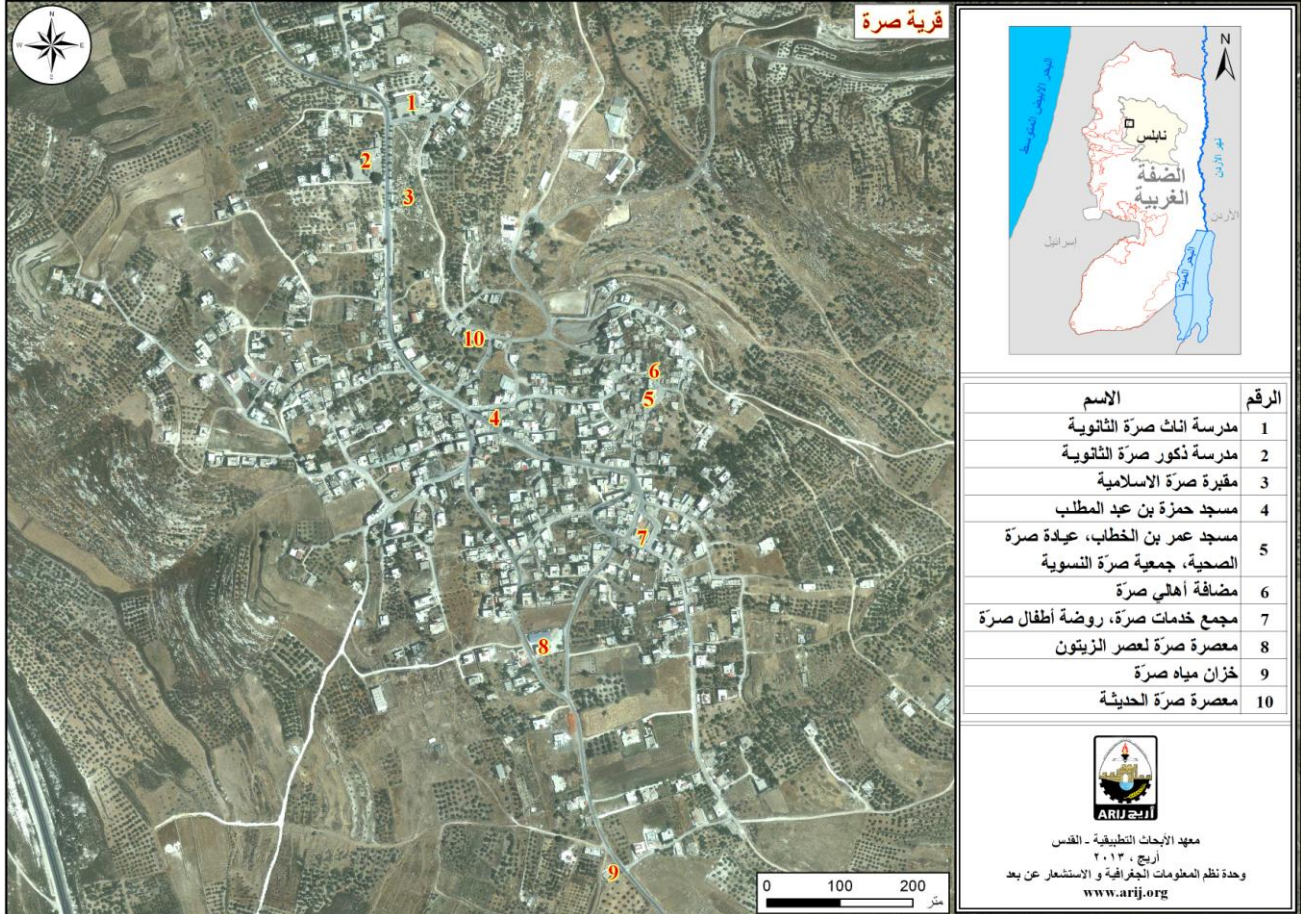 قرية صرة
N
E
S
W
1
2
3
10
6
5
4
7
8
9
0 100 200
متر
N
البحر الابيض المتوسط
نابلس
نهر الأردن
الضفة
الغربية
الأردن
اسرائيل
البحر الميت
الرقم الاسم
1 مدرسة اناث صرّة الثانوية
2 مدرسة ذكور صرّة الثانوية
3 مقبرة صرّة الاسلامية
4 مسجد حمزة بن عبد المطلب
5 مسجد عمر بن الخطاب، عيادة صرّة
الصحية، جمعية صرّة النسوية
6 مضافة أهالي صرّة
7 مجمع خدمات صرّة، روضة أطفال صرّة
8 معصرة صرّة لعصر الزيتون
9 خزان مياه صرّة
10 معصرة صرّة الحديثة
أريج ARIJ
معهد الأبحاث التطبيقية - القدس
أريج ، ٢٠١٣
وحدة نظم المعلومات الجغرافية و الاستشعار عن بعد
www.arij.org